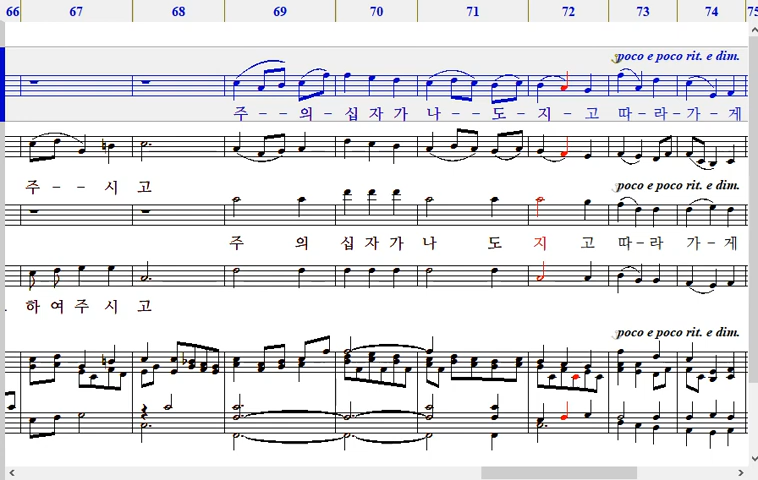 66 67 68 69 70 71 72 73 74 75
poco e poco rit. e dim.
주 - - 의 - 십 자 가 나 - - 도 - 지 - 고 따 - 라 - 가 - 게
주 - - 시 고
poco e poco rit. e dim.
주 의 십 자 가 나 도 지 고 따 - 라 가 - 게
하 여 주 시 고
poco e poco rit. e dim.